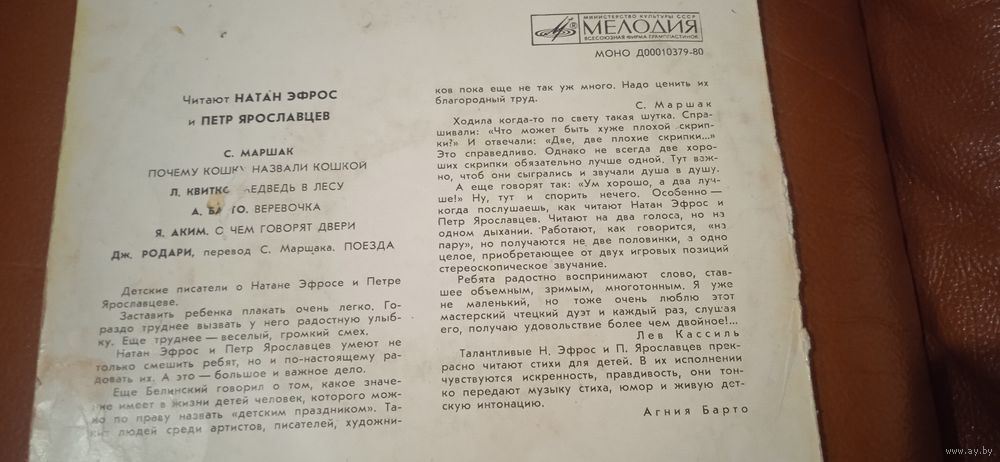 МИНИСТЕРСТВО КУЛЬТУРЫ СССР
МЕЛОДИЯ
ВСЕСОЮЗНАЯ ФИРМА ГРАМПЛАСТИНОК
МОНО Д00010379-80
Читают НАТАН ЭФРОС
и ПЕТР ЯРОСЛАВЦЕВ
С. МАРШАК
ПОЧЕМУ КОШКУ НАЗВАЛИ КОШКОЙ
Л. КВИТКО. МЕДВЕДЬ В ЛЕСУ
А. БАРТО. ВЕРЕВОЧКА
Я. АКИМ. О ЧЕМ ГОВОРЯТ ДВЕРИ
Дж. РОДАРИ, перевод С. Маршака. ПОЕЗДА
Детские писатели о Натане Эфросе и Петре
Ярославцеве.
Заставить ребенка плакать очень легко. Го-
раздо труднее вызвать у него радостную улыб-
ку. Еще труднее — веселый, громкий смех.
Натан Эфрос и Петр Ярославцев умеют не
только смешить ребят, но и по-настоящему ра-
довать их. А это — большое и важное дело.
Еще Белинский говорил о том, какое значе-
ние имеет в жизни детей человек, которого мож-
но по праву назвать «детским праздником». Та-
ких людей среди артистов, писателей, художни-
ков пока еще не так уж много. Надо ценить их
благородный труд.
С. Маршак
Ходила когда-то по свету такая шутка. Спра-
шивали: «Что может быть хуже плохой скрип-
ки?» И отвечали: «Две, две плохие скрипки...»
Это справедливо. Однако не всегда две хоро-
ших скрипки обязательно лучше одной. Тут важ-
но, чтоб они сыгрались и звучали душа в душу.
А еще говорят так: «Ум хорошо, а два луч-
ше!» Ну, тут и спорить нечего. Особенно —
когда послушаешь, как читают Натан Эфрос и
Петр Ярославцев. Читают на два голоса, но на
одном дыхании. Работают, как говорится, «на
пару», но получаются не две половинки, а одно
целое, приобретающее от двух игровых позиций
стереоскопическое звучание.
Ребята радостно воспринимают слово, став-
шее объемным, зримым, многотонным. Я уже
не маленький, но тоже очень люблю этот
мастерский чтецкий дуэт и каждый раз, слушая
его, получаю удовольствие более чем двойное!...
Лев Кассиль
Талантливые Н. Эфрос и П. Ярославцев прек-
расно читают стихи для детей. В их исполнении
чувствуются искренность, правдивость, они тон-
ко передают музыку стиха, юмор и живую дет-
скую интонацию.
Агния Барто
www.ay.by